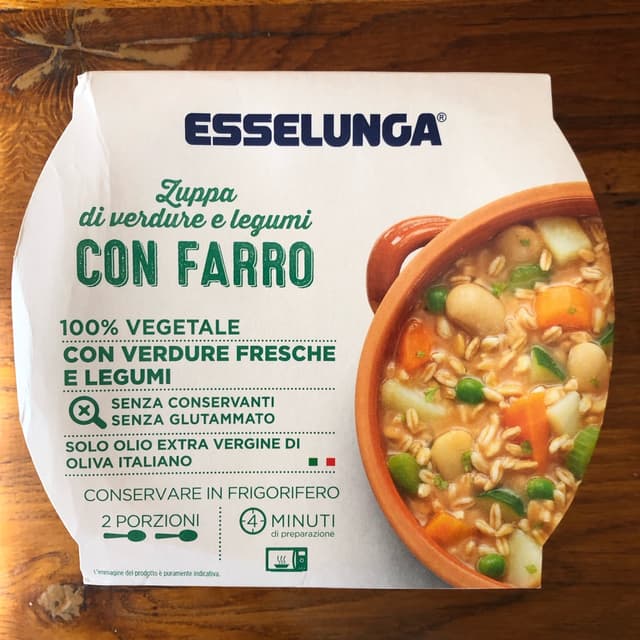 ESSELUNGA®
Zuppa
di verdure e legumi
CON FARRO
100% VEGETALE
CON VERDURE FRESCHE
E LEGUMI
SENZA CONSERVANTI
SENZA GLUTAMMATO
SOLO OLIO EXTRA VERGINE DI
OLIVA ITALIANO
CONSERVARE IN FRIGORIFERO
2 PORZIONI
4 MINUTI
di preparazione
L'immagine del prodotto è puramente indicativa.